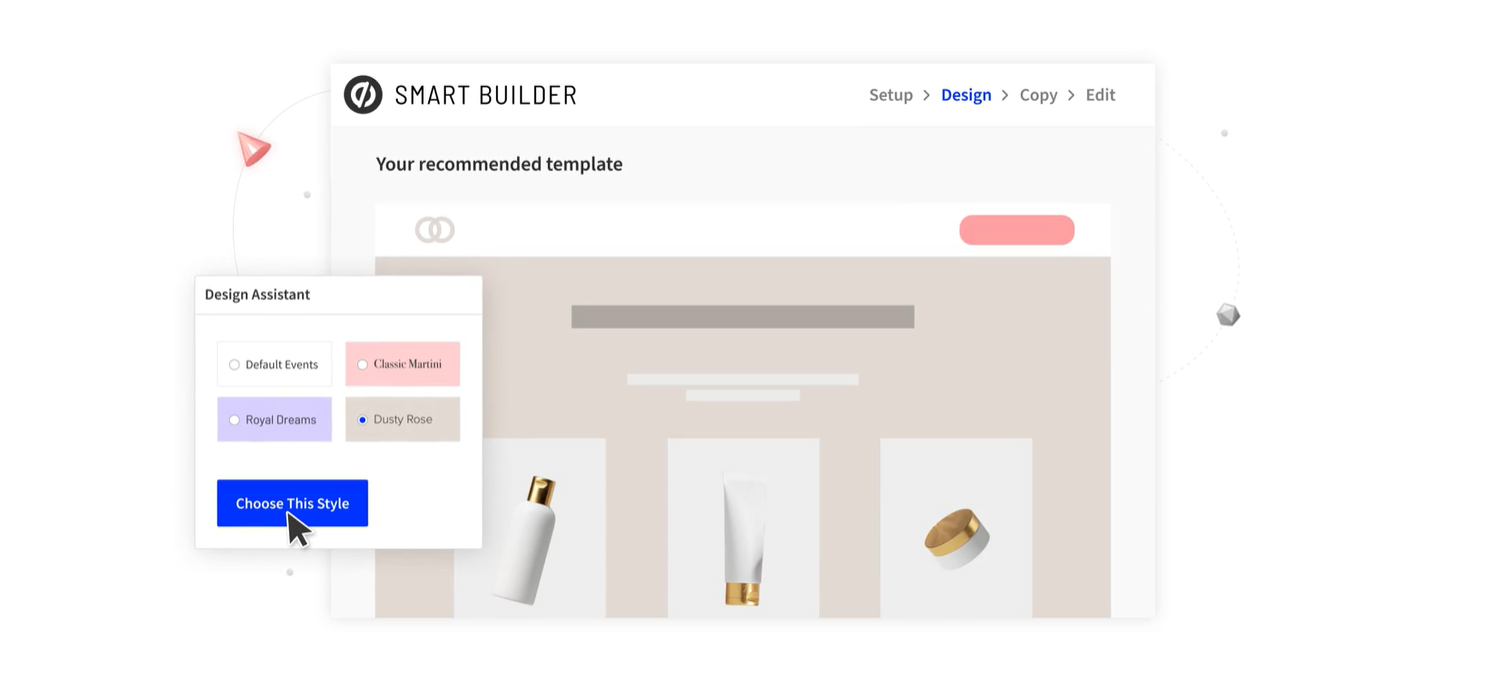 SMART BUILDER
Setup > Design > Copy > Edit
Your recommended template
Design Assistant
Default Events
Classic Martini
Royal Dreams
Dusty Rose
Choose This Style